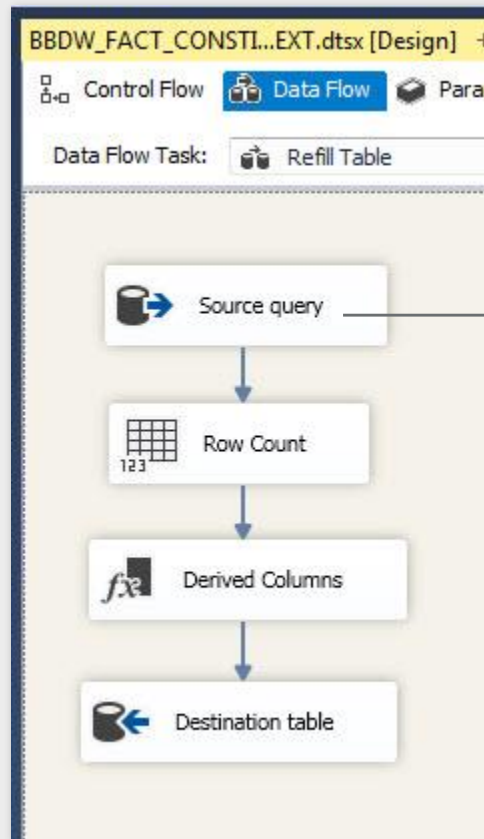 BBDW_FACT_CONSTI...EXT.dtsx [Design]
Control Flow Data Flow Para
Data Flow Task: Refill Table
Source query
123
Row Count
fx
Derived Columns
Destination table